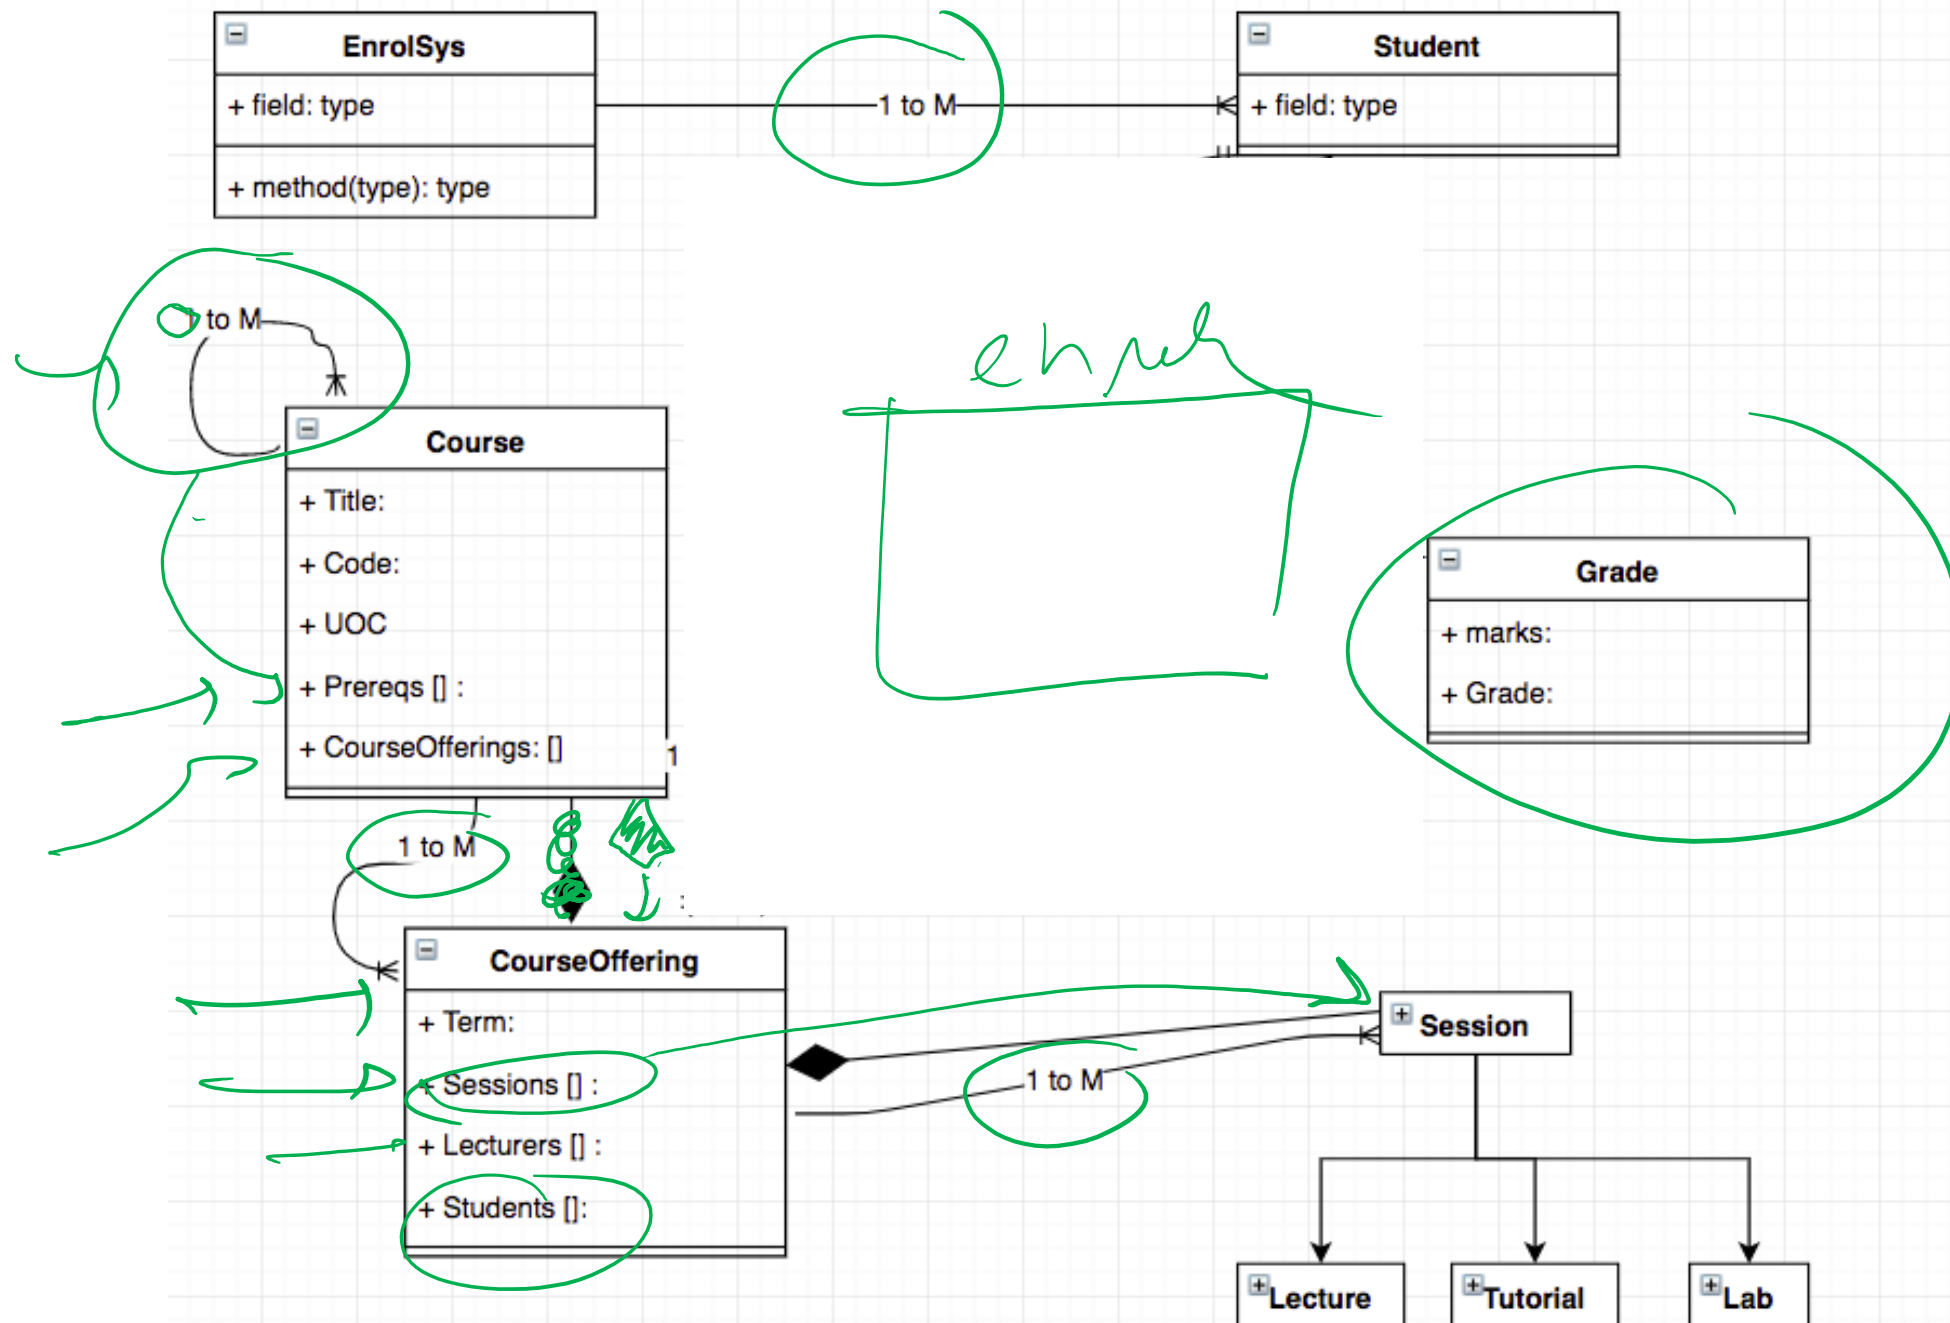 EnrolSys
+ field: type
+ method(type): type
1 to M
Student
+ field: type
1 to M
Course
+ Title:
+ Code:
+ UOC
+ Prereqs [] :
+ CourseOfferings: []
1
Grade
+ marks:
+ Grade:
1 to M
CourseOffering
+ Term:
+ Sessions [] :
+ Lecturers [] :
+ Students []:
1 to M
Session
Lecture
Tutorial
Lab